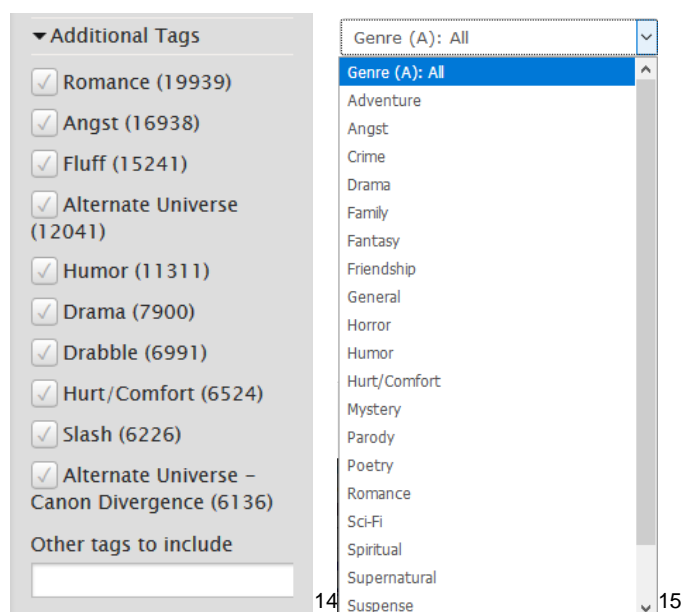 Additional Tags
Romance (19939)
Angst (16938)
Fluff (15241)
Alternate Universe
(12041)
Humor (11311)
Drama (7900)
Drabble (6991)
Hurt/Comfort (6524)
Slash (6226)
Alternate Universe –
Canon Divergence (6136)
Other tags to include
14
Genre (A): All
Genre (A): All
Adventure
Angst
Crime
Drama
Family
Fantasy
Friendship
General
Horror
Humor
Hurt/Comfort
Mystery
Parody
Poetry
Romance
Sci-Fi
Spiritual
Supernatural
Suspense
15